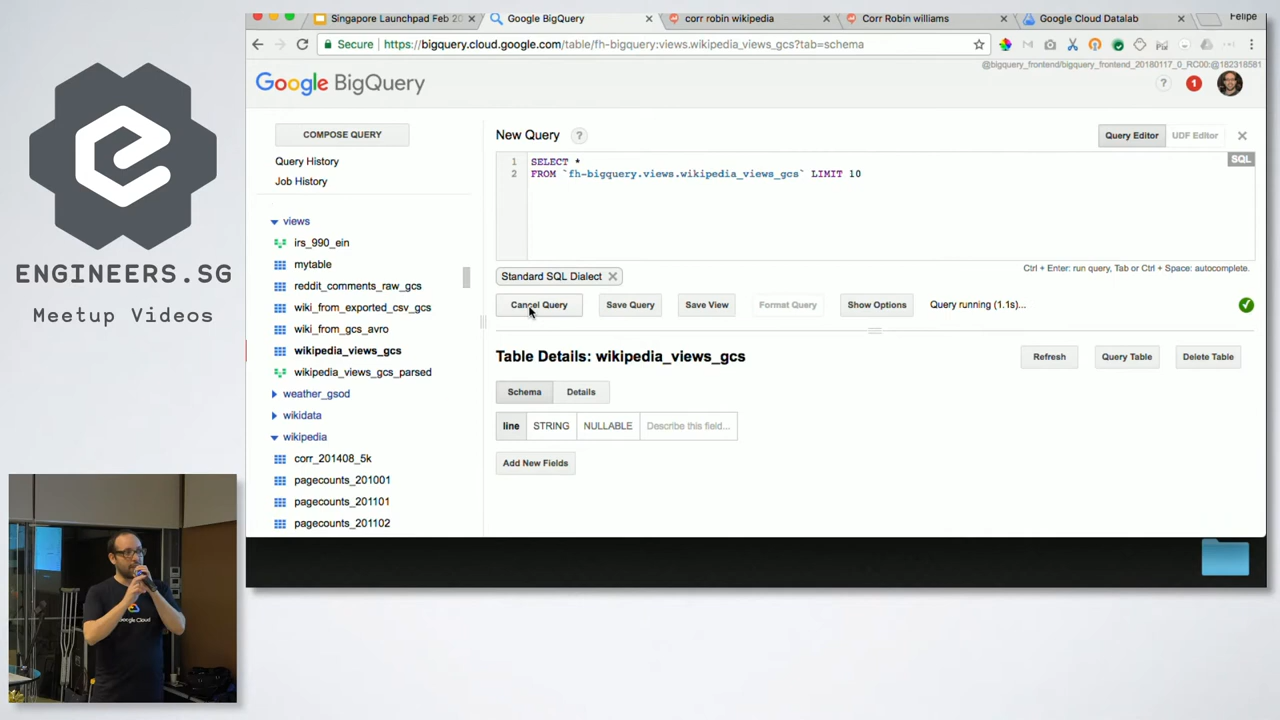 Singapore Launchpad Feb 20
Google BigQuery
corr robin wikipedia
Corr Robin williams
Google Cloud Datalab
Felipe
Secure
https://bigquery.cloud.google.com/table/fh-bigquery:views.wikipedia_views_gcs?tab=schema
@bigquery_frontend/bigquery_frontend_20180117_0_RC00:@182318581
Google BigQuery
?
1
COMPOSE QUERY
Query History
Job History
views
irs_990_ein
mytable
reddit_comments_raw_gcs
wiki_from_exported_csv_gcs
wiki_from_gcs_avro
wikipedia_views_gcs
wikipedia_views_gcs_parsed
weather_gsod
wikidata
wikipedia
corr_201408_5k
pagecounts_201001
pagecounts_201101
pagecounts_201102
New Query ?
Query Editor
UDF Editor
SQL
1 SELECT *
2 FROM `fh-bigquery.views.wikipedia_views_gcs` LIMIT 10
Ctrl + Enter: run query, Tab or Ctrl + Space: autocomplete.
Standard SQL Dialect
Cancel Query
Save Query
Save View
Format Query
Show Options
Query running (1.1s)...
Table Details: wikipedia_views_gcs
Refresh
Query Table
Delete Table
Schema
Details
line STRING NULLABLE Describe this field...
Add New Fields
ENGINEERS.SG
Meetup Videos
Google Cloud